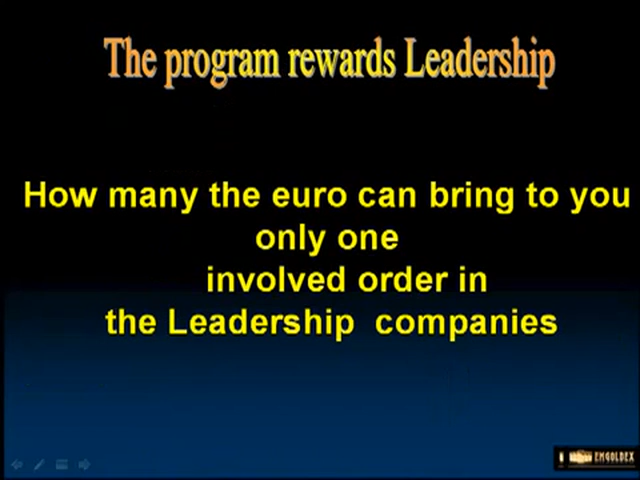 The program rewards Leadership
How many the euro can bring to you
only one
involved order in
the Leadership companies
EMGOLDEX